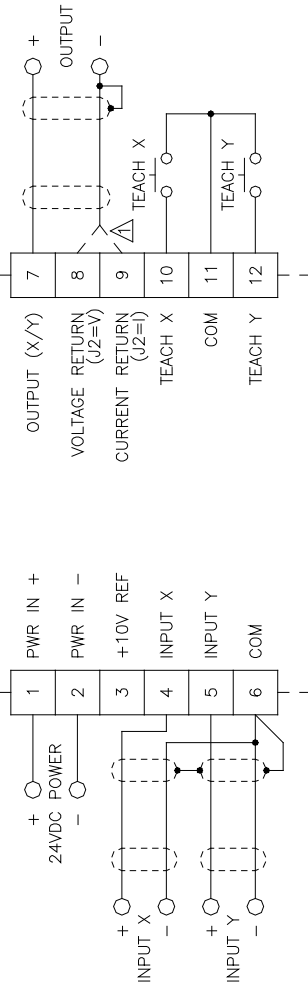 OUTPUT (X/Y)
7
+
OUTPUT
-
VOLTAGE RETURN
(J2=V)
8
1
CURRENT RETURN
(J2=I)
9
TEACH X
10
TEACH X
COM
11
TEACH Y
12
TEACH Y
+
24VDC POWER
-
1
PWR IN +
2
PWR IN -
3
+10V REF
+
INPUT X
-
4
INPUT X
+
INPUT Y
-
5
INPUT Y
6
COM